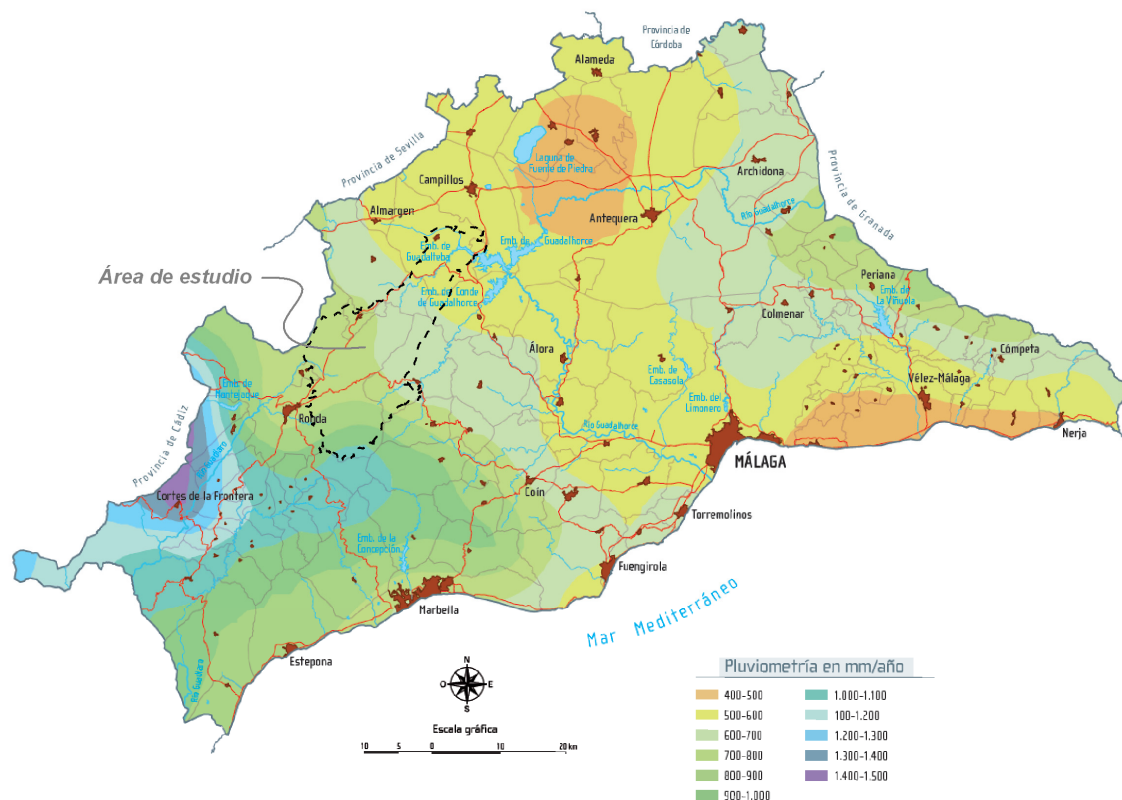 Provincia de
Córdoba
Alameda
Provincia de Sevilla
Laguna de
Fuente de Piedra
Campillos
Archidona
Provincia de Granada
Almargen
Antequera
Río Guadalhorce
Emb. de
Guadalteba
Emb. de Guadalhorce
Área de estudio
Emb. de Conde
de Guadalhorce
Periana
Emb. de
La Viñuela
Colmenar
Álora
Cómpeta
Emb. de
Casasola
Vélez-Málaga
Emb. de
Montejaque
Emb. del
Limonero
Ronda
Río Guadalhorce
Nerja
Provincia de Cádiz
MÁLAGA
Cortes de la Frontera
Coín
Torremolinos
Emb. de la
Concepción
Fuengirola
Marbella
Mar Mediterráneo
Estepona
N
O E
S
Escala gráfica
10 5 0 10 20 km
Pluviometría en mm/año
400-500
500-600
600-700
700-800
800-900
900-1.000
1.000-1.100
100-1.200
1.200-1.300
1.300-1.400
1.400-1.500